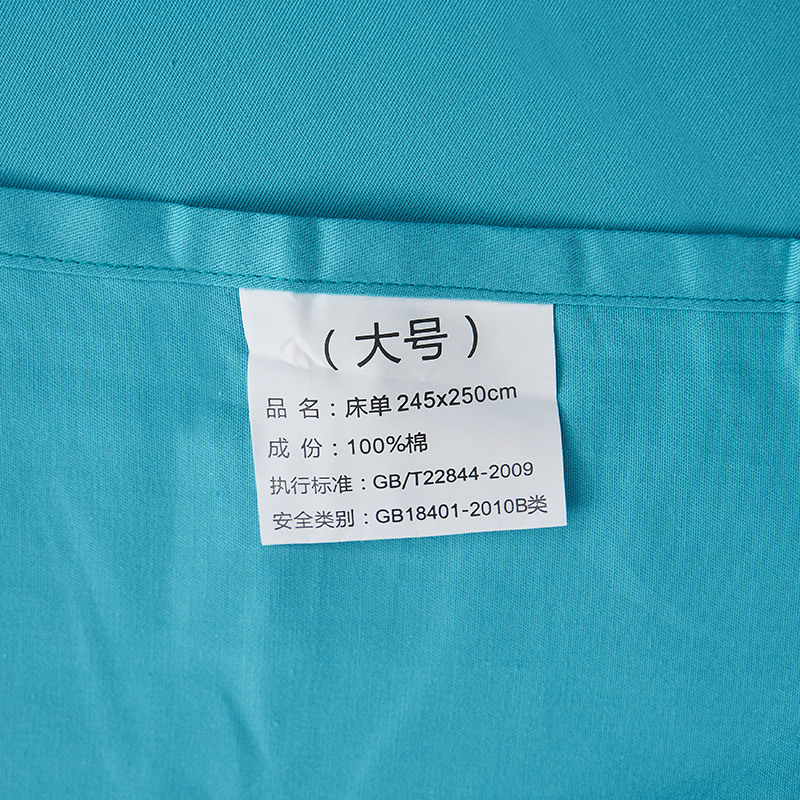 （大号）
品 名：床单 245x250cm
成 份：100%棉
执行标准：GB/T22844-2009
安全类别：GB18401-2010B类